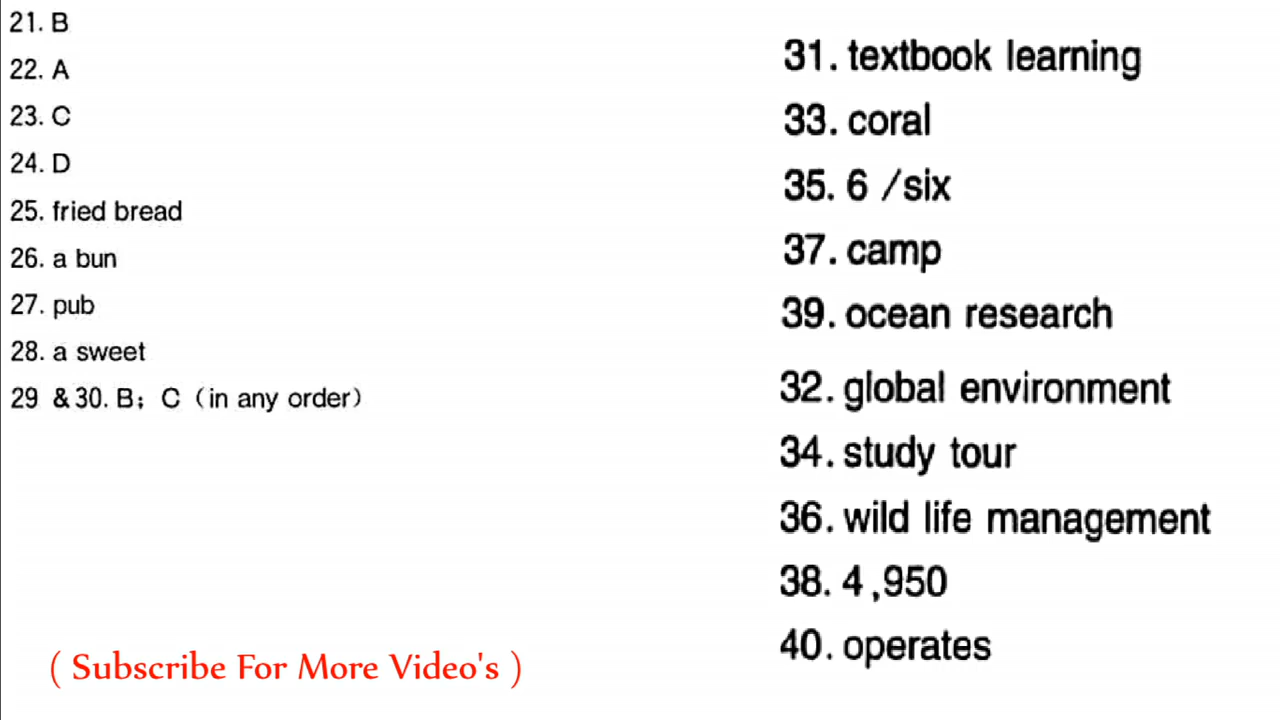 21. B
22. A
23. C
24. D
25. fried bread
26. a bun
27. pub
28. a sweet
29 &30. B; C (in any order)
31. textbook learning
33. coral
35. 6 /six
37. camp
39. ocean research
32. global environment
34. study tour
36. wild life management
38. 4 ,950
40. operates
( Subscribe For More Video's )